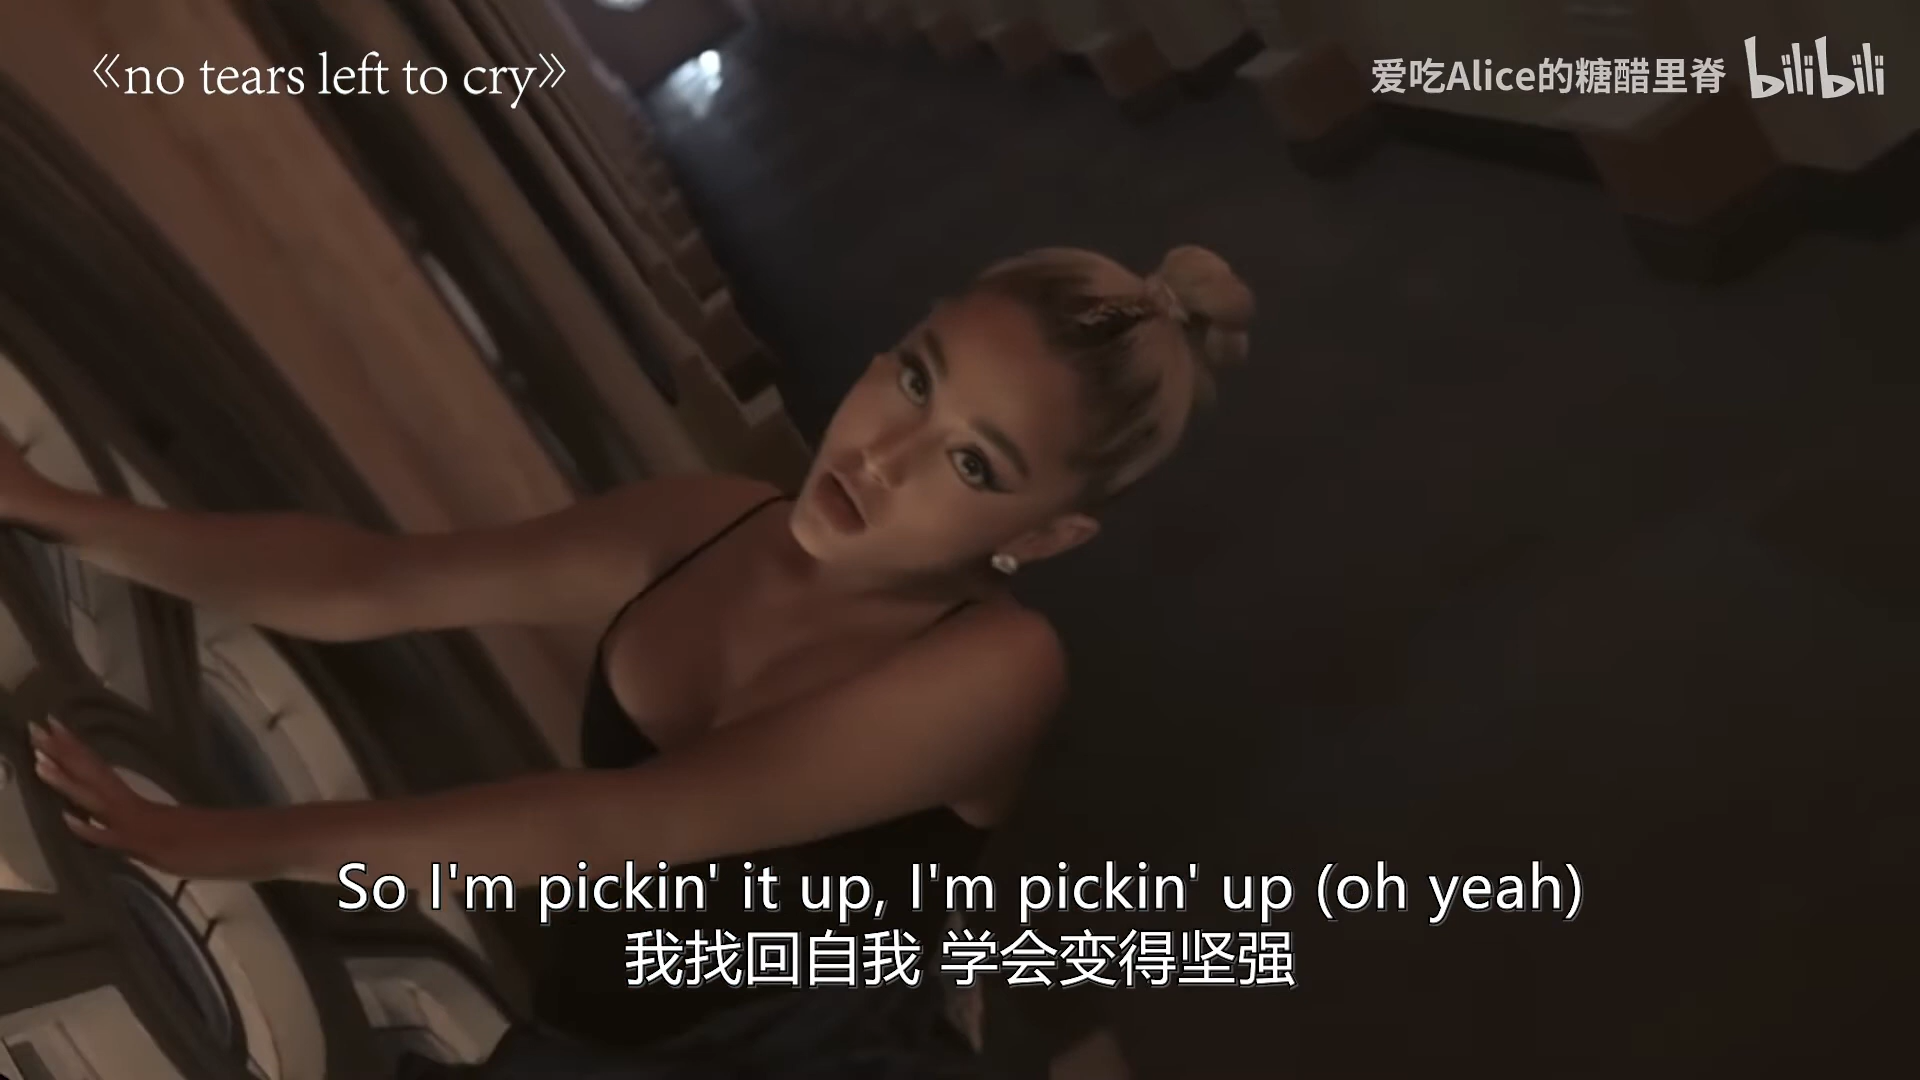 《no tears left to cry》
爱吃Alice的糖醋里脊 bilibili
So I'm pickin' it up, I'm pickin' up (oh yeah)
我找回自我 学会变得坚强